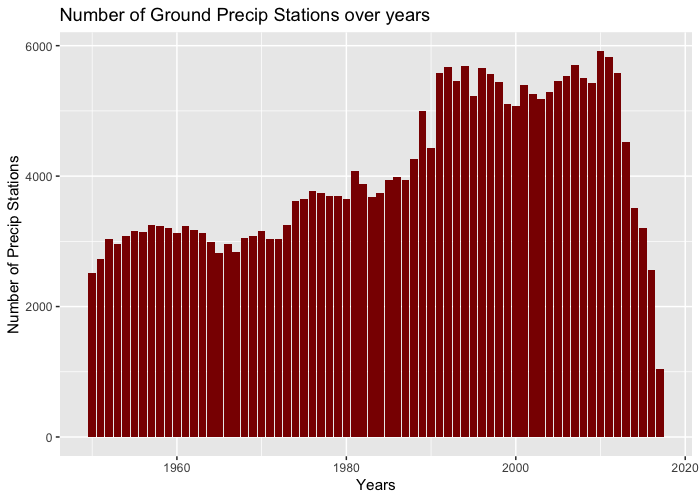 Number of Ground Precip Stations over years
Number of Precip Stations
6000
4000
2000
0
1960
1980
2000
2020
Years